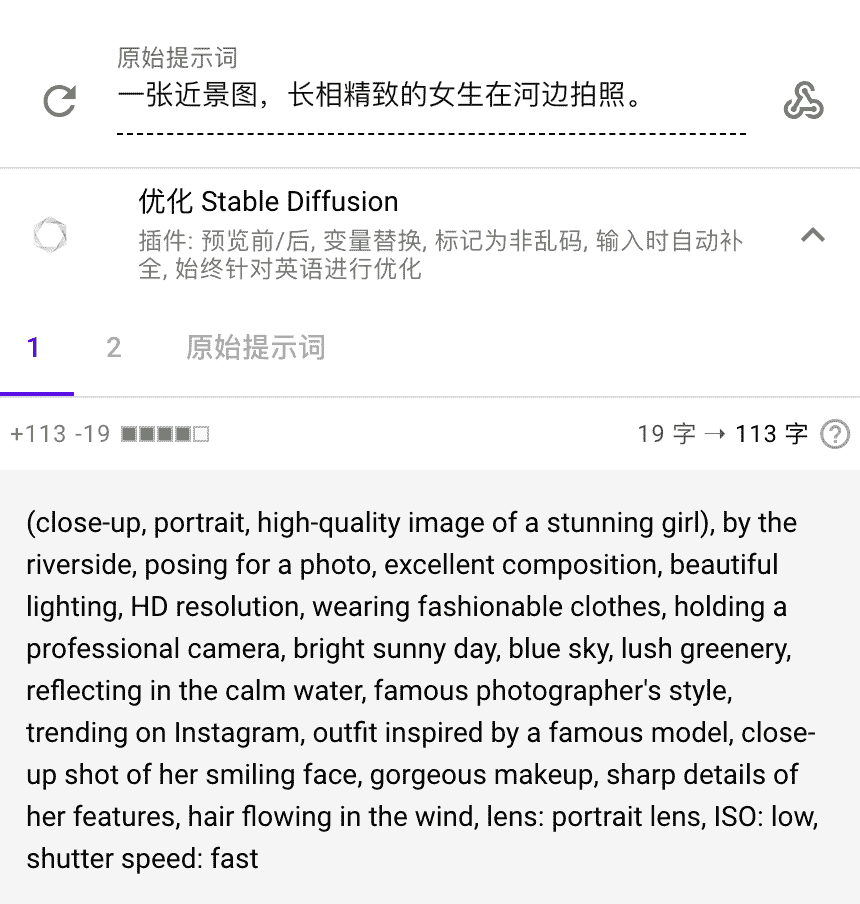 原始提示词
一张近景图，长相精致的女生在河边拍照。
优化 Stable Diffusion
插件: 预览前/后, 变量替换, 标记为非乱码, 输入时自动补
全, 始终针对英语进行优化
1 2 原始提示词
+113 -19 19 字 → 113 字 ?
(close-up, portrait, high-quality image of a stunning girl), by the
riverside, posing for a photo, excellent composition, beautiful
lighting, HD resolution, wearing fashionable clothes, holding a
professional camera, bright sunny day, blue sky, lush greenery,
reflecting in the calm water, famous photographer's style,
trending on Instagram, outfit inspired by a famous model, close-
up shot of her smiling face, gorgeous makeup, sharp details of
her features, hair flowing in the wind, lens: portrait lens, ISO: low,
shutter speed: fast